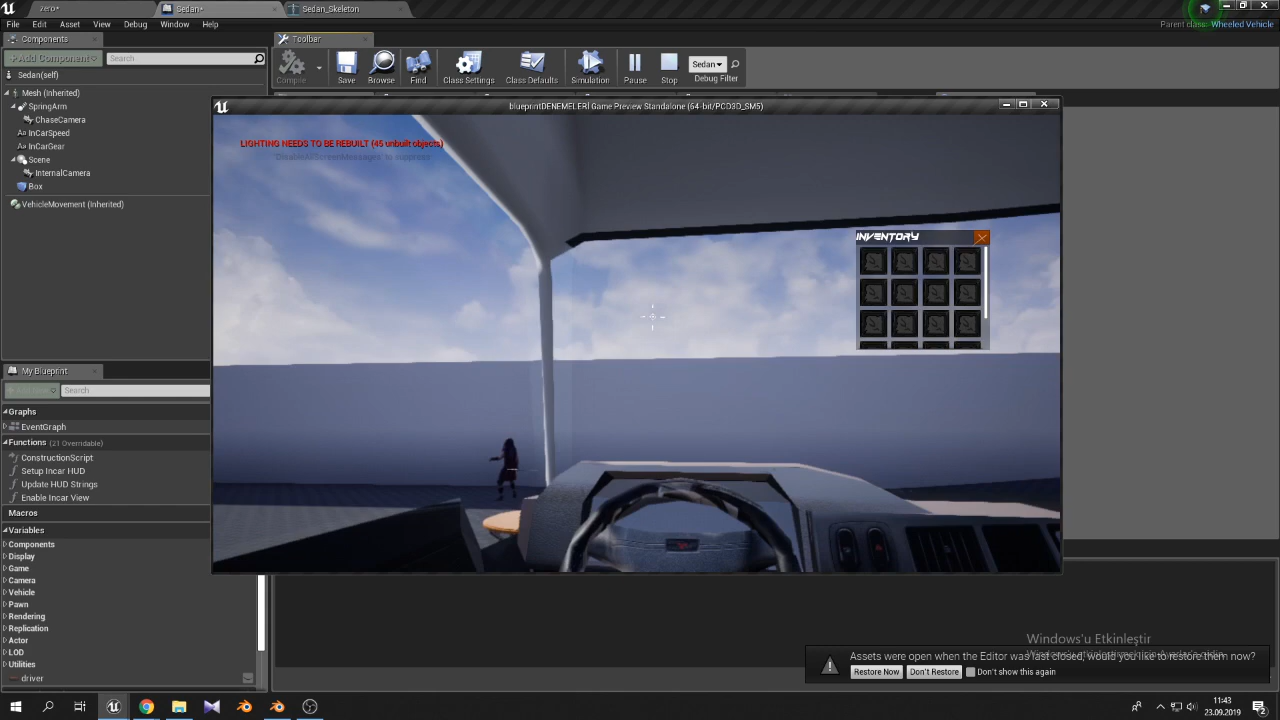 zero*
Sedan*
Sedan_Skeleton
File Edit Asset View Debug Window Help
Parent class: Wheeled Vehicle
Components
Toolbar
+Add Component
Search
Sedan(self)
Compile
Save
Browse
Find
Class Settings
Class Defaults
Simulation
Pause
Stop
Sedan
Debug Filter
Mesh (Inherited)
SpringArm
ChaseCamera
InCarSpeed
InCarGear
Scene
InternalCamera
Box
VehicleMovement (Inherited)
blueprintDENEMELERİ Game Preview Standalone (64-bit/PCD3D_SM5)
LIGHTING NEEDS TO BE REBUILT (45 unbuilt objects)
'DisableAllScreenMessages' to suppress
INVENTORY
My Blueprint
Search
Graphs
EventGraph
Functions (21 Overridable)
ConstructionScript
Setup Incar HUD
Update HUD Strings
Enable Incar View
Macros
Variables
Components
Display
Game
Camera
Vehicle
Pawn
Rendering
Replication
Actor
LOD
Utilities
driver
Windows'u Etkinleştir
Assets were open when the Editor was last closed, would you like to restore them now?
Restore Now
Don't Restore
Don't show this again
11:43
23.09.2019
2